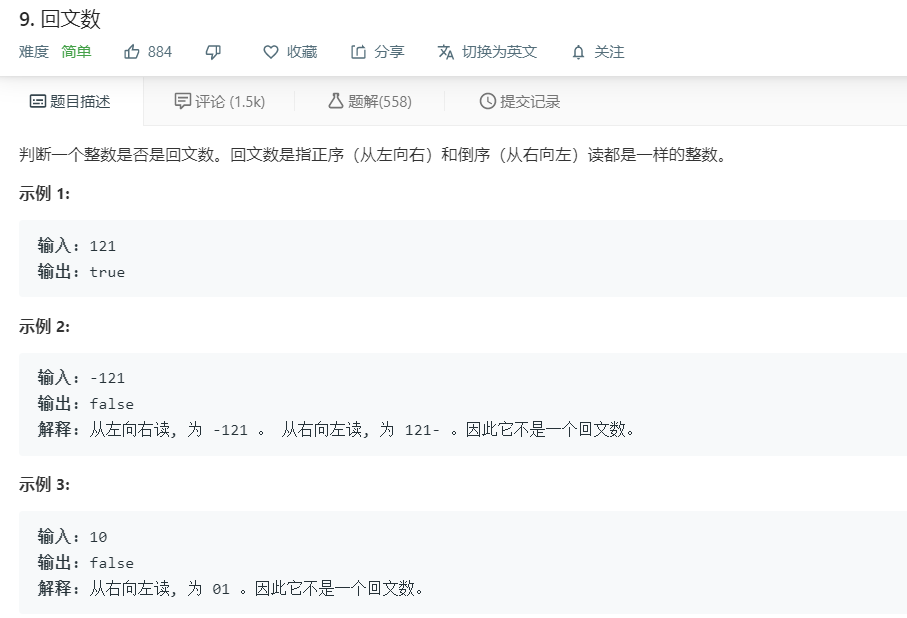 9. 回文数
难度 简单 884 收藏 分享 切换为英文 关注
题目描述 评论 (1.5k) 题解(558) 提交记录
判断一个整数是否是回文数。回文数是指正序（从左向右）和倒序（从右向左）读都是一样的整数。
示例 1:
输入: 121
输出: true
示例 2:
输入: -121
输出: false
解释: 从左向右读, 为 -121 。 从右向左读, 为 121- 。因此它不是一个回文数。
示例 3:
输入: 10
输出: false
解释: 从右向左读, 为 01 。因此它不是一个回文数。